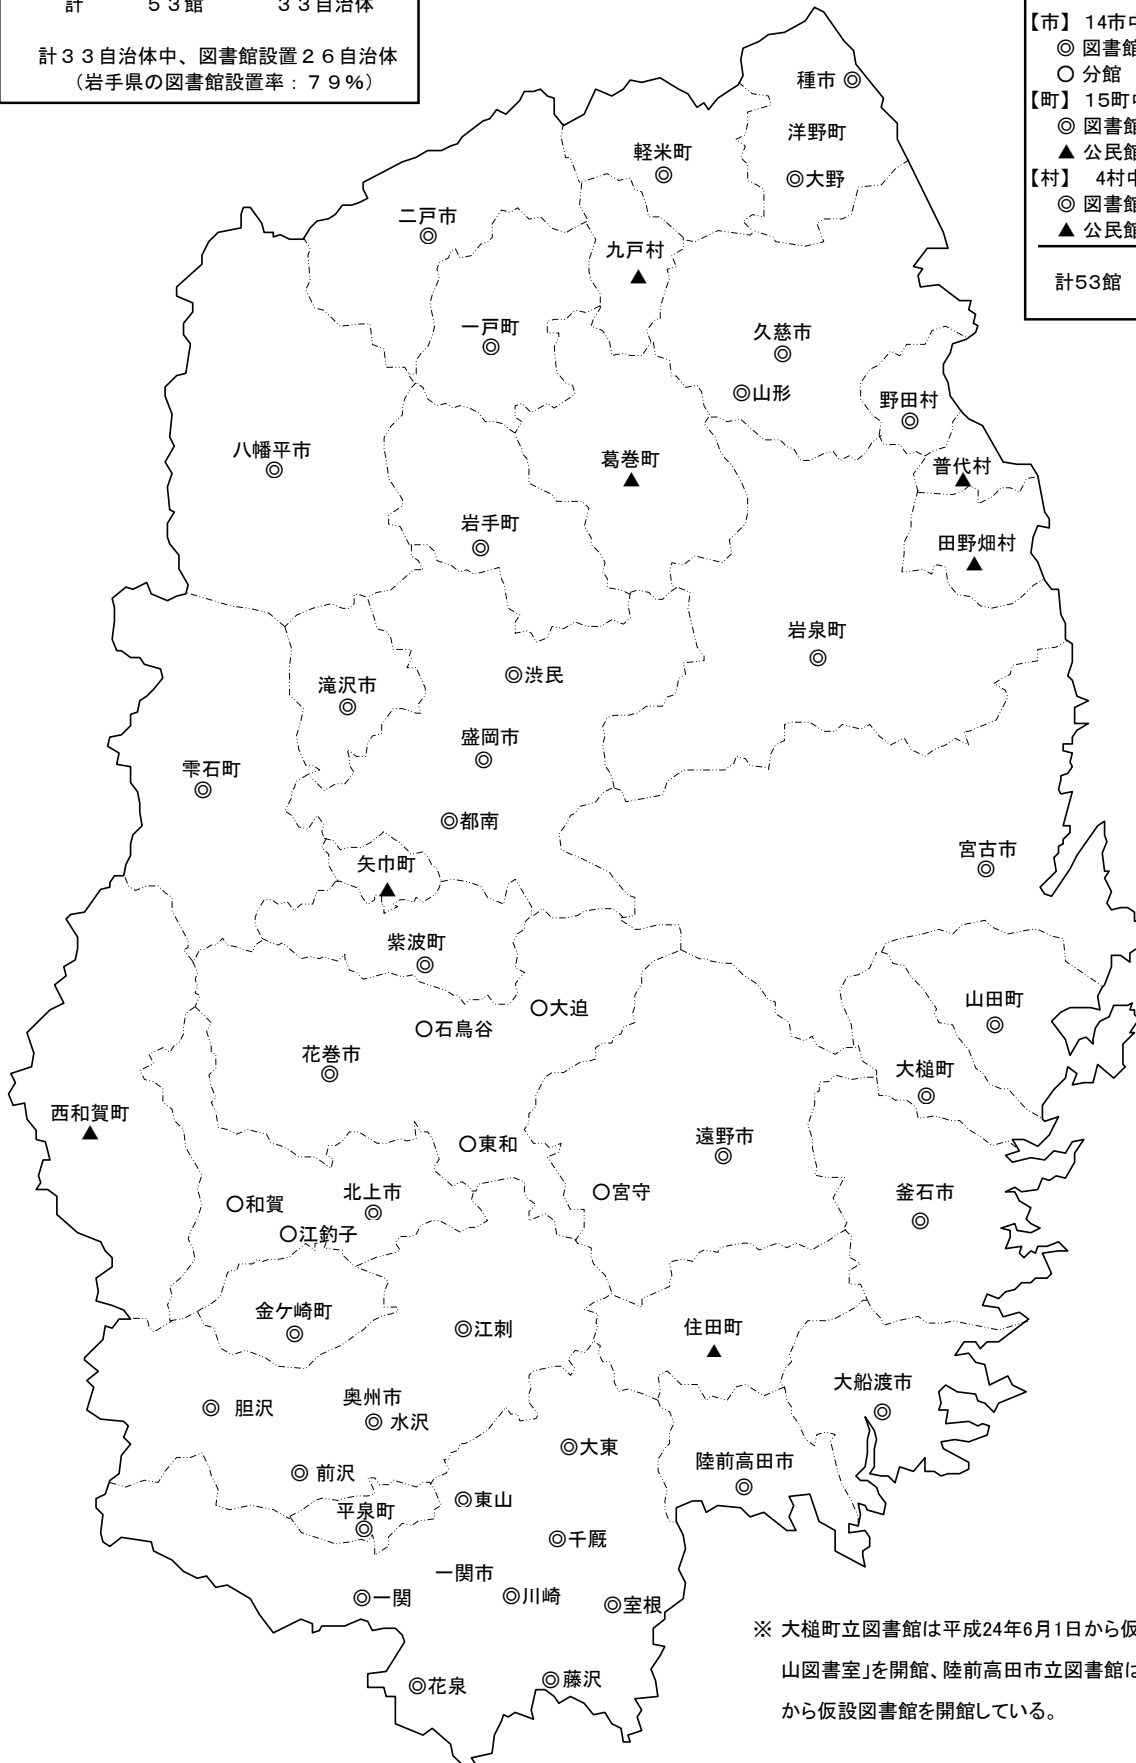 計 ５３館 ３３自治体
計３３自治体中、図書館設置２６自治体
（岩手県の図書館設置率：７９%）
【市】 14市中
◎ 図書館
○ 分館
【町】 15町中
◎ 図書館
▲ 公民館
【村】 4村中
◎ 図書館
▲ 公民館
計53館
種市 ◎
洋野町
◎大野
軽米町
◎
二戸市
◎
九戸村
▲
一戸町
◎
久慈市
◎
◎山形
野田村
◎
八幡平市
◎
葛巻町
▲
普代村
▲
岩手町
◎
田野畑村
▲
岩泉町
◎
◎渋民
滝沢市
◎
盛岡市
◎
雫石町
◎
◎都南
矢巾町
▲
宮古市
◎
紫波町
◎
○大迫
山田町
◎
○石鳥谷
花巻市
◎
大槌町
◎
西和賀町
▲
○東和
遠野市
◎
○和賀
北上市
◎
○宮守
釜石市
◎
○江釣子
金ケ崎町
◎
◎江刺
住田町
▲
大船渡市
◎
◎ 胆沢
奥州市
◎ 水沢
◎大東
陸前高田市
◎
◎ 前沢
◎東山
平泉町
◎
◎千厩
一関市
◎一関
◎川崎
◎室根
◎花泉
◎藤沢
※ 大槌町立図書館は平成24年6月1日から仮
山図書室」を開館、陸前高田市立図書館は
から仮設図書館を開館している。